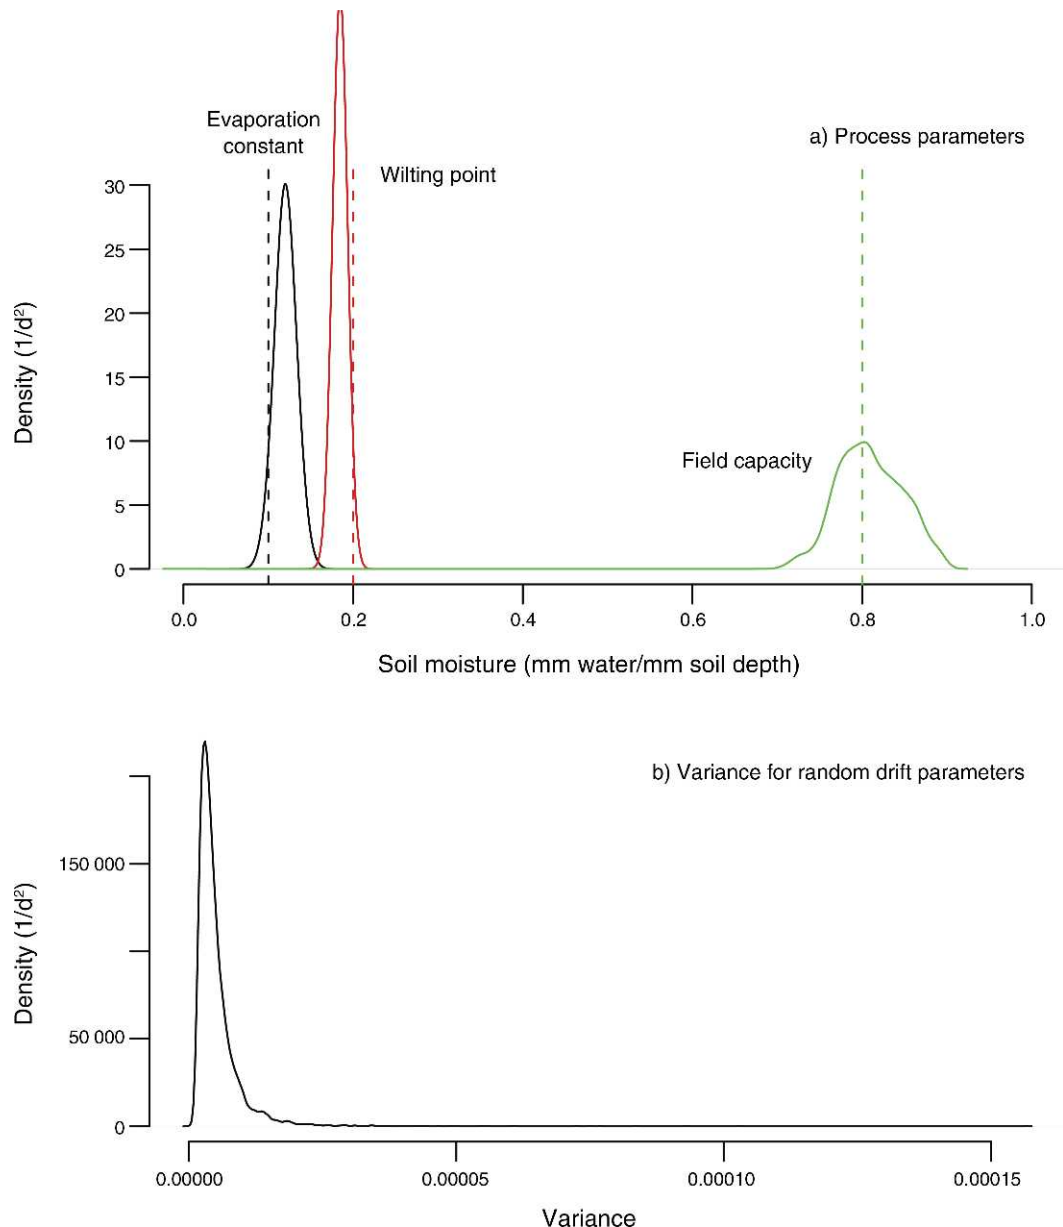 Evaporation
constant
a) Process parameters
Wilting point
30
25
20
15
10
5
0
Density (1/d²)
Field capacity
0.0
0.2
0.4
0.6
0.8
1.0
Soil moisture (mm water/mm soil depth)
b) Variance for random drift parameters
150 000
50 000
0
Density (1/d²)
0.00000
0.00005
0.00010
0.00015
Variance